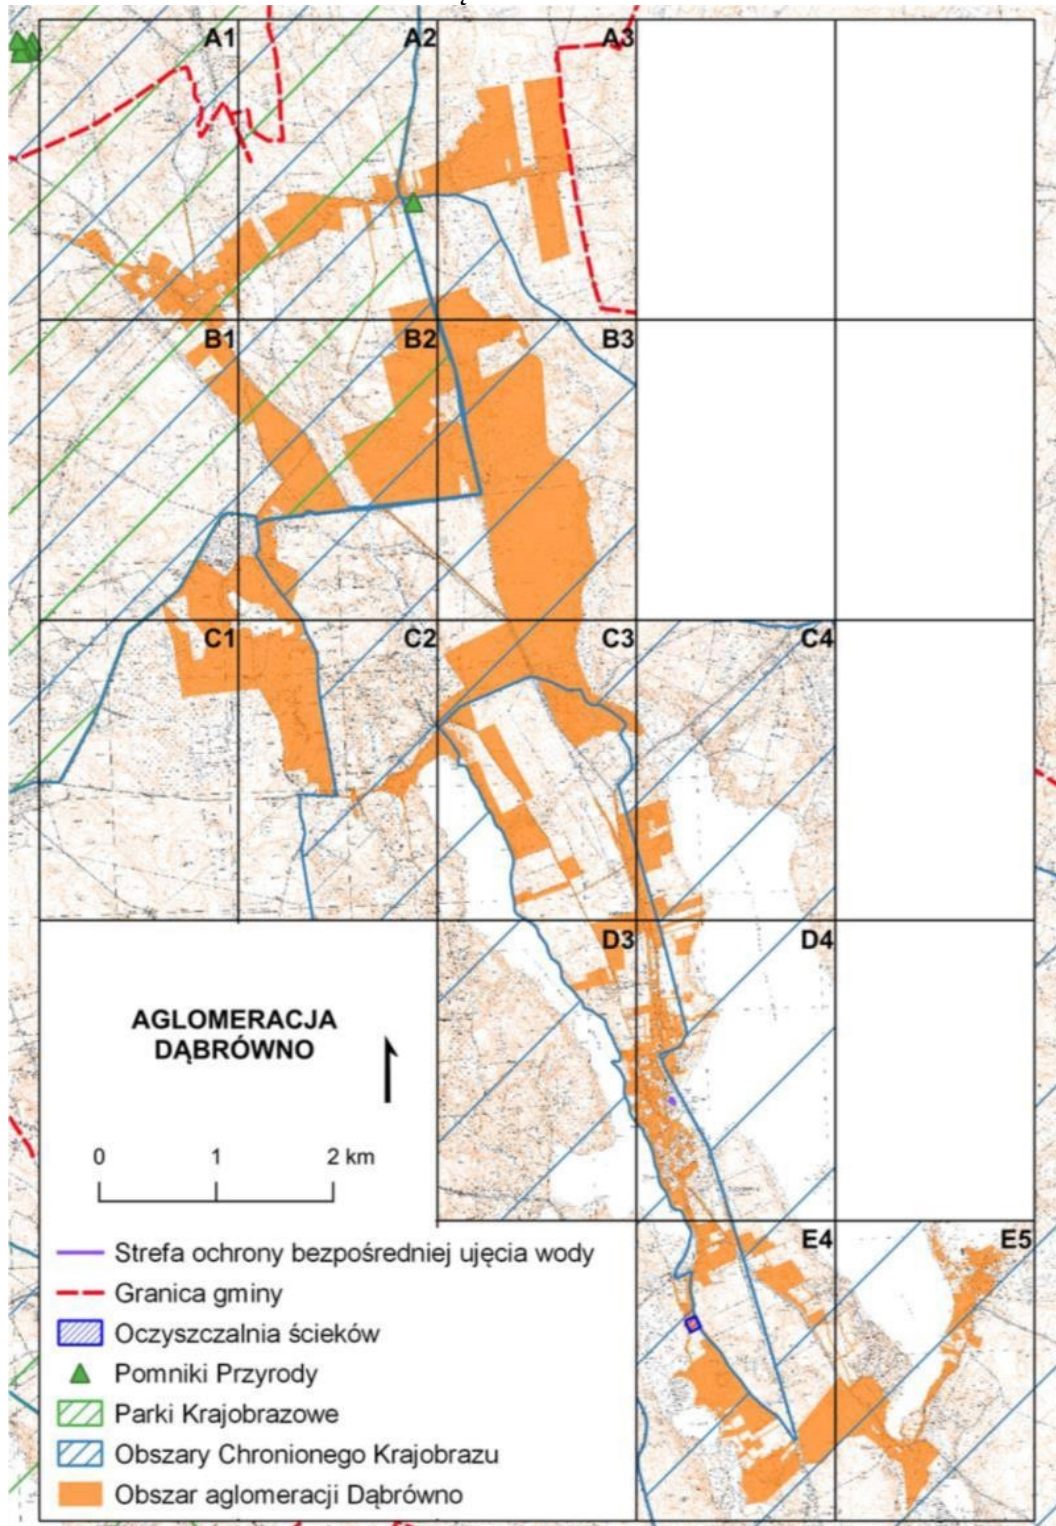 A1 A2 A3
B1 B2 B3
C1 C2 C3 C4
D3 D4
AGLOMERACJA
DĄBRÓWNO
0 1 2 km
E4 E5
Strefa ochrony bezpośredniej ujęcia wody
Granica gminy
Oczyszczalnia ścieków
Pomniki Przyrody
Parki Krajobrazowe
Obszary Chronionego Krajobrazu
Obszar aglomeracji Dąbrówno